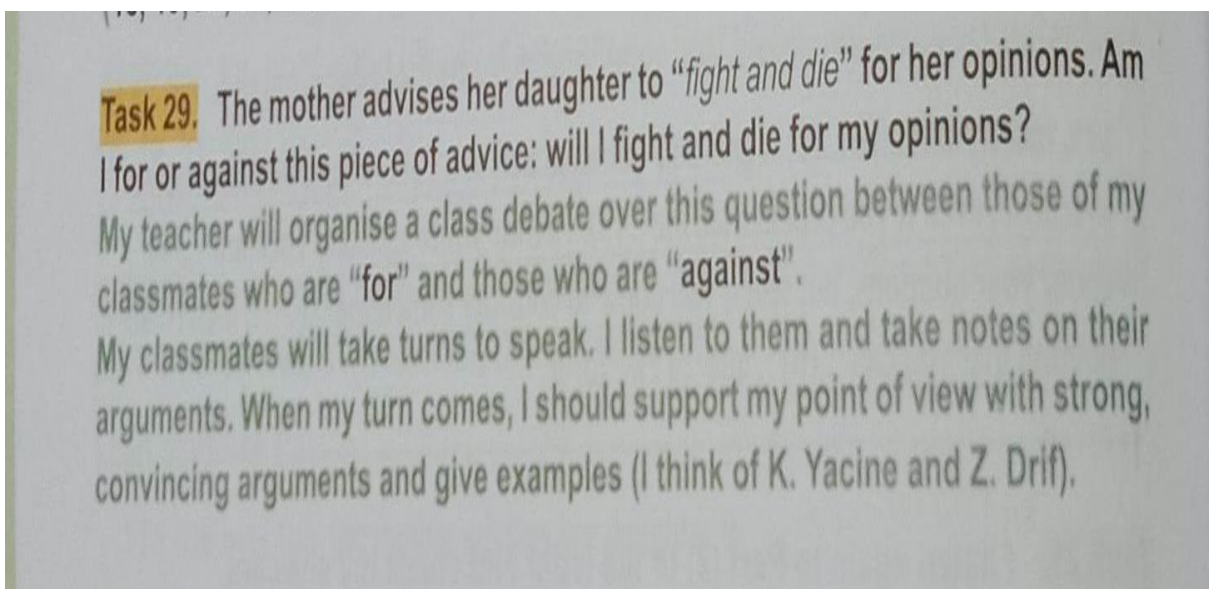 Task 29. The mother advises her daughter to “fight and die” for her opinions. Am
I for or against this piece of advice: will I fight and die for my opinions?
My teacher will organise a class debate over this question between those of my
classmates who are “for” and those who are “against”.
My classmates will take turns to speak. I listen to them and take notes on their
arguments. When my turn comes, I should support my point of view with strong,
convincing arguments and give examples (I think of K. Yacine and Z. Drif).